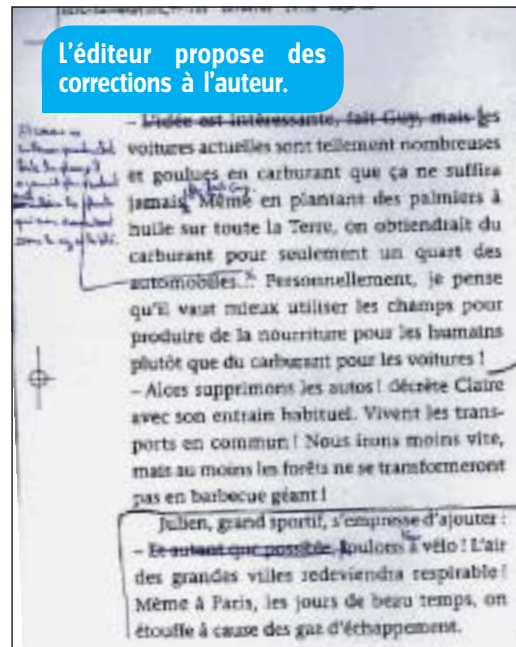 L'éditeur propose des
corrections à l'auteur.
– L'idée est intéressante, fait Guy, mais les
voitures actuelles sont tellement nombreuses
et goulues en carburant que ça ne suffira
jamais, fait Guy. Même en plantant des palmiers à
huile sur toute la Terre, on obtiendrait du
carburant pour seulement un quart des
automobiles... Personnellement, je pense
qu'il vaut mieux utiliser les champs pour
produire de la nourriture pour les humains
plutôt que du carburant pour les voitures !
– Alors supprimons les autos ! décrète Claire
avec son entrain habituel. Vivent les trans-
ports en commun ! Nous irons moins vite,
mais au moins les forêts ne se transformeront
pas en barbecue géant !
Julien, grand sportif, s'empresse d'ajouter :
– Et autant que possible, roulons à vélo ! L'air
des grandes villes redeviendra respirable !
Même à Paris, les jours de beau temps, on
étouffe à cause des gaz d'échappement.